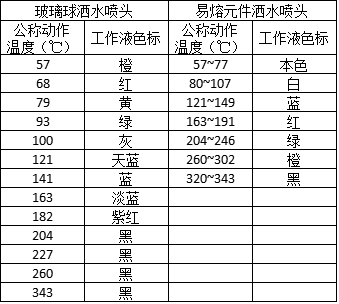 玻璃球洒水喷头 易熔元件洒水喷头
公称动作温度（℃） 工作液色标 公称动作温度（℃） 工作液色标
57 橙 57~77 本色
68 红 80~107 白
79 黄 121~149 蓝
93 绿 163~191 红
100 灰 204~246 绿
121 天蓝 260~302 橙
141 蓝 320~343 黑
163 淡蓝
182 紫红
204 黑
227 黑
260 黑
343 黑